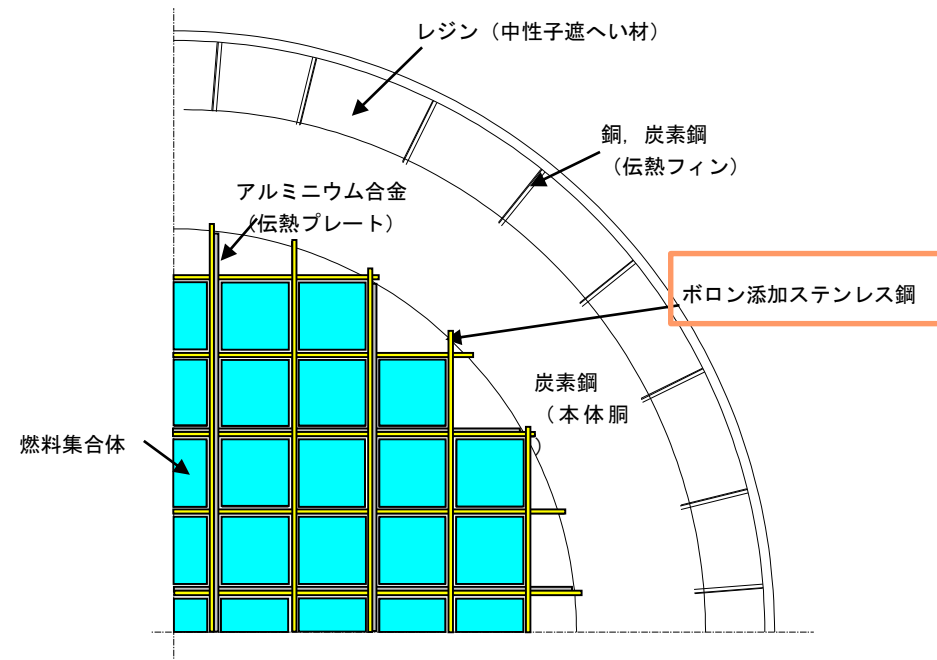 レジン（中性子遮へい材）
銅，炭素鋼
（伝熱フィン）
アルミニウム合金
（伝熱プレート）
ボロン添加ステンレス鋼
炭素鋼
（本体胴
燃料集合体